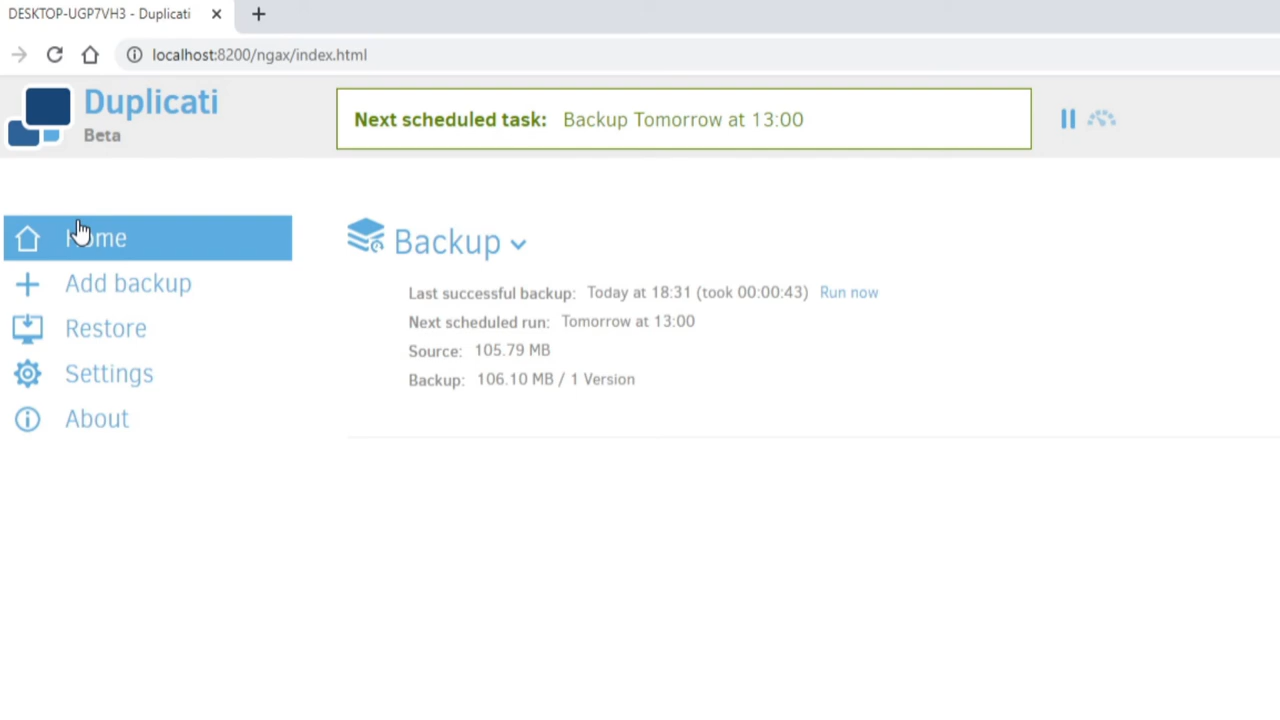 DESKTOP-UGP7VH3 - Duplicati
localhost:8200/ngax/index.html
Duplicati
Beta
Next scheduled task: Backup Tomorrow at 13:00
Home
Add backup
Restore
Settings
About
Backup
Last successful backup: Today at 18:31 (took 00:00:43) Run now
Next scheduled run: Tomorrow at 13:00
Source: 105.79 MB
Backup: 106.10 MB / 1 Version